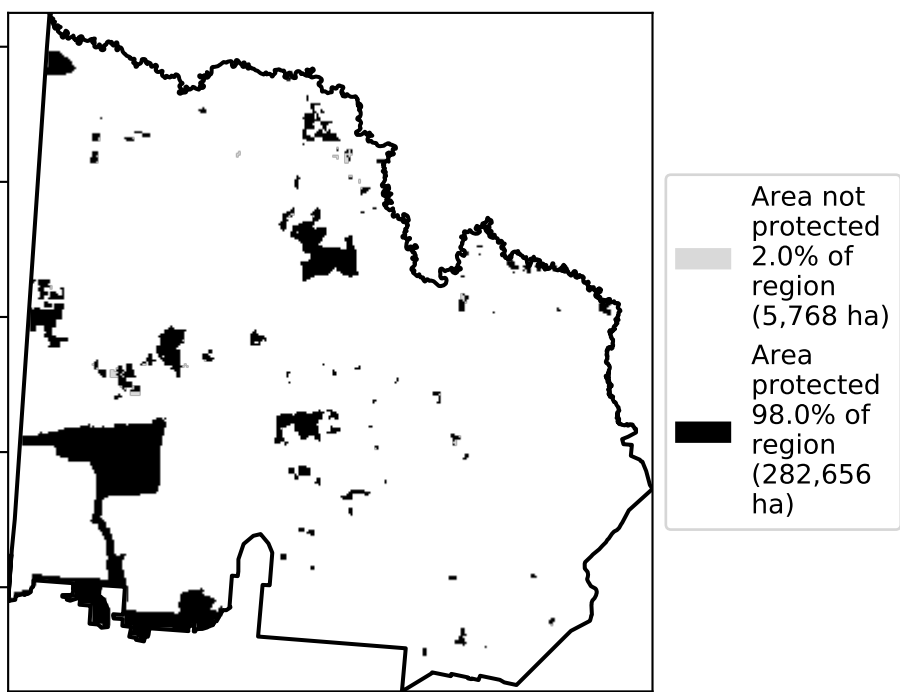 Area not
protected
2.0% of
region
(5,768 ha)
Area
protected
98.0% of
region
(282,656
ha)